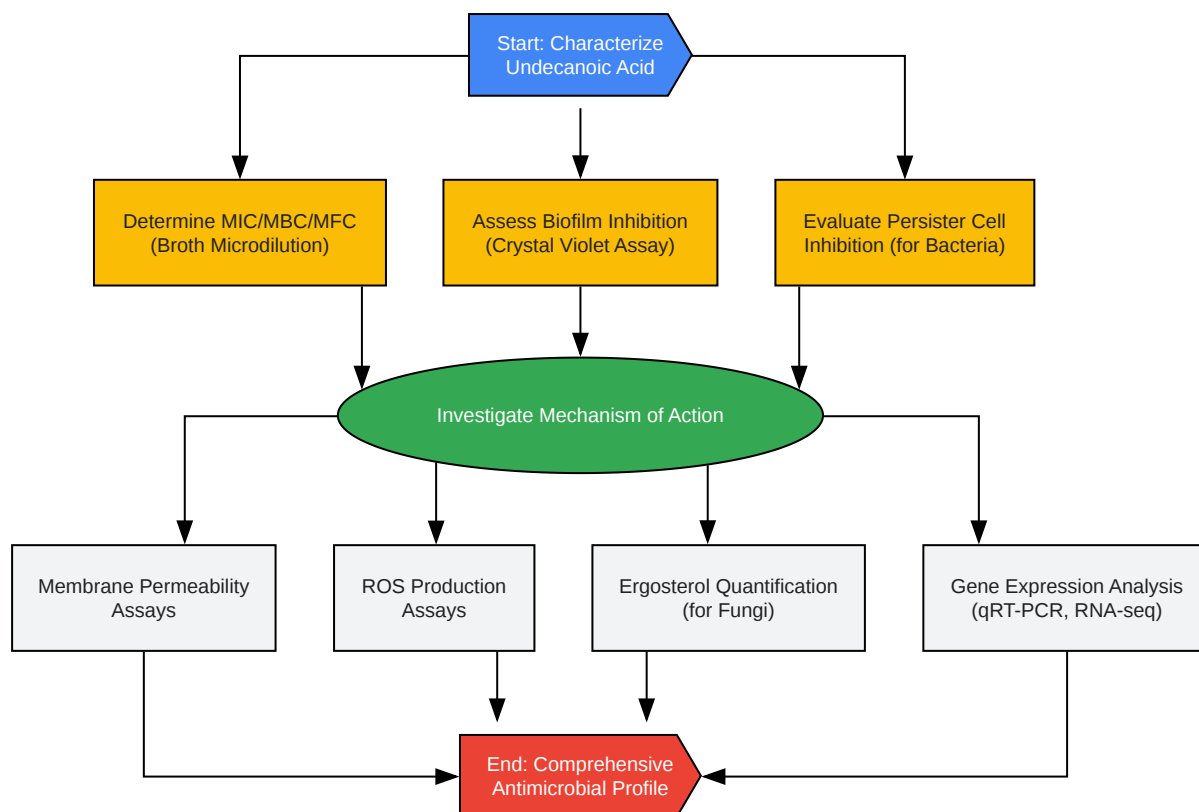 Start: Characterize
Undecanoic Acid
Determine MIC/MBC/MFC
(Broth Microdilution)
Assess Biofilm Inhibition
(Crystal Violet Assay)
Evaluate Persister Cell
Inhibition (for Bacteria)
Investigate Mechanism of Action
Membrane Permeability
Assays
ROS Production
Assays
Ergosterol Quantification
(for Fungi)
Gene Expression Analysis
(qRT-PCR, RNA-seq)
End: Comprehensive
Antimicrobial Profile